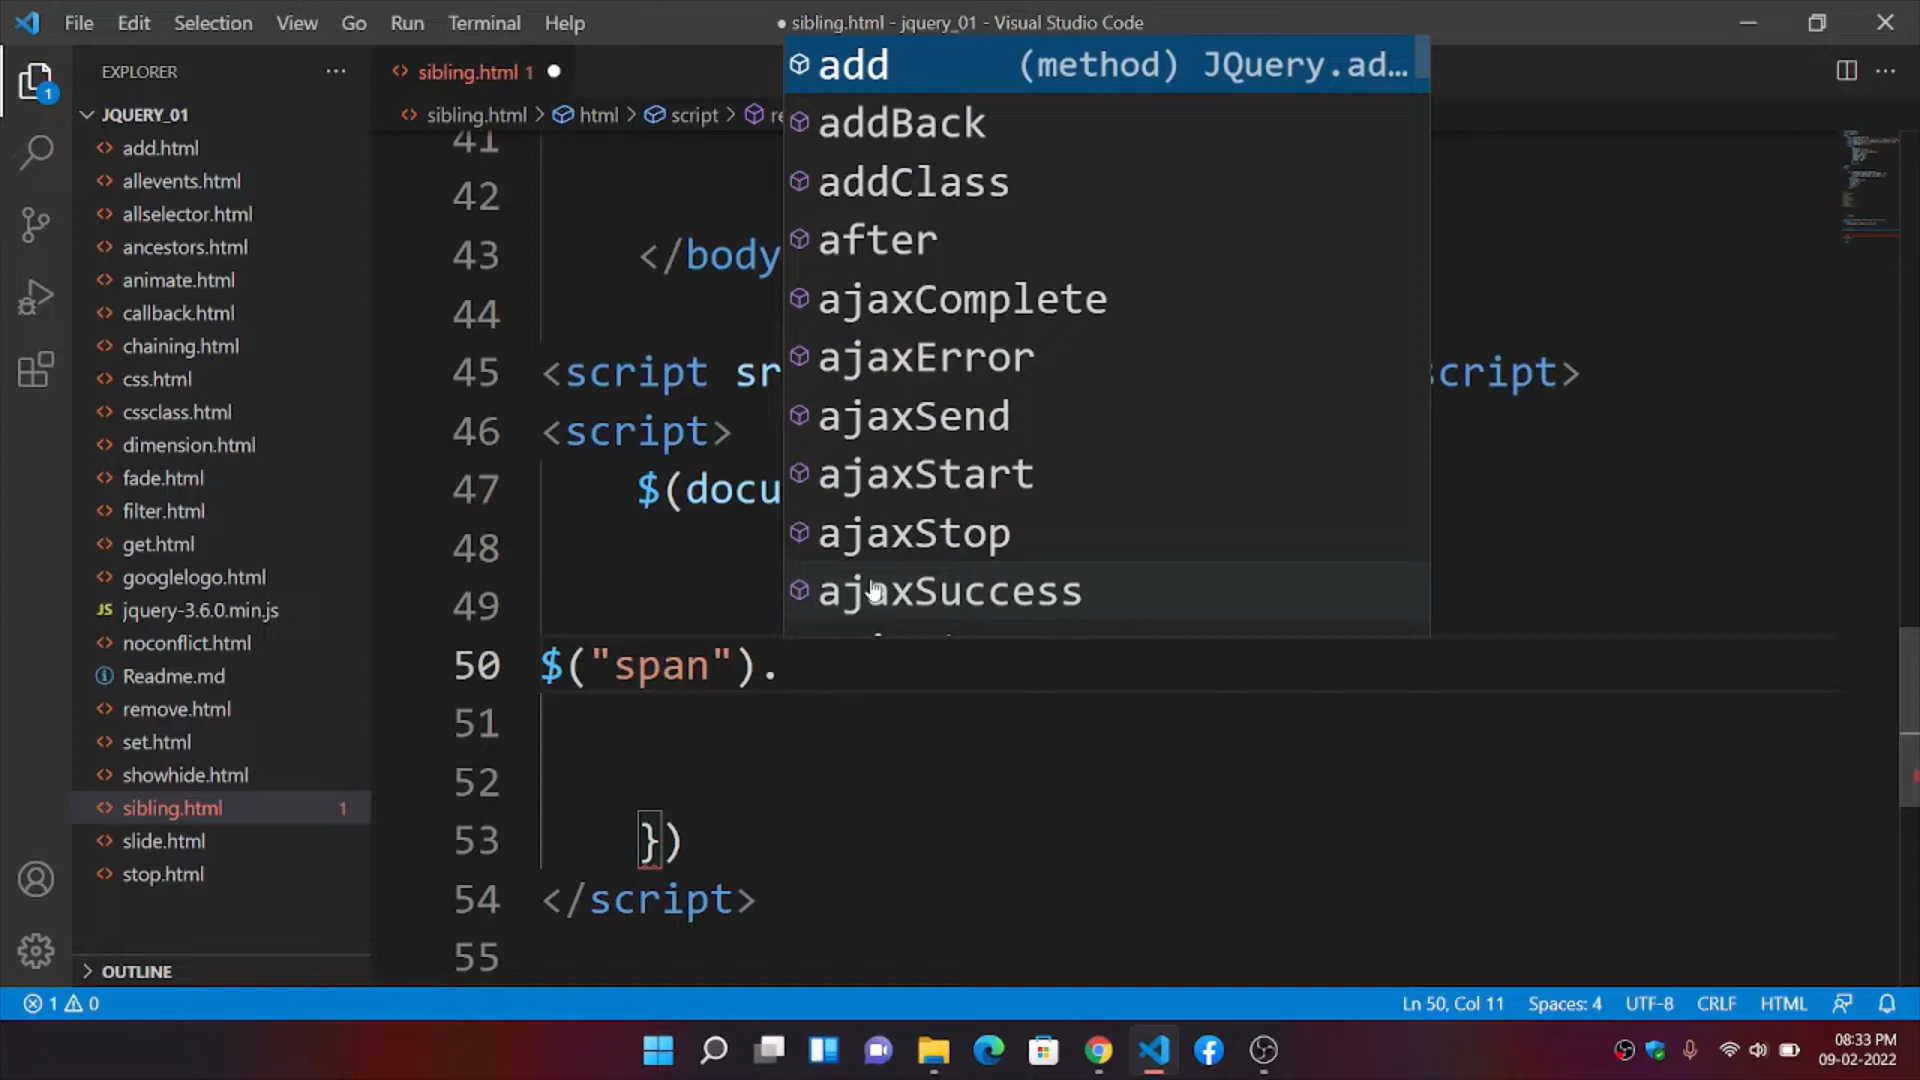 File Edit Selection View Go Run Terminal Help
● sibling.html - jquery_01 - Visual Studio Code
EXPLORER
JQUERY_01
add.html
allevents.html
allselector.html
ancestors.html
animate.html
callback.html
chaining.html
css.html
cssclass.html
dimension.html
fade.html
filter.html
get.html
googlelogo.html
JS jquery-3.6.0.min.js
noconflict.html
Readme.md
remove.html
set.html
showhide.html
sibling.html 1
slide.html
stop.html
OUTLINE
1
sibling.html 1
sibling.html > html > script > re
add (method) JQuery.ad…
addBack
addClass
after
ajaxComplete
ajaxError
ajaxSend
ajaxStart
ajaxStop
ajaxSuccess
41
42
43 </body
44
45 <script sr script>
46 <script>
47 $(docu
48
49
50 $("span").
51
52
53 })
54 </script>
55
1 0
Ln 50, Col 11 Spaces: 4 UTF-8 CRLF HTML
08:33 PM
09-02-2022